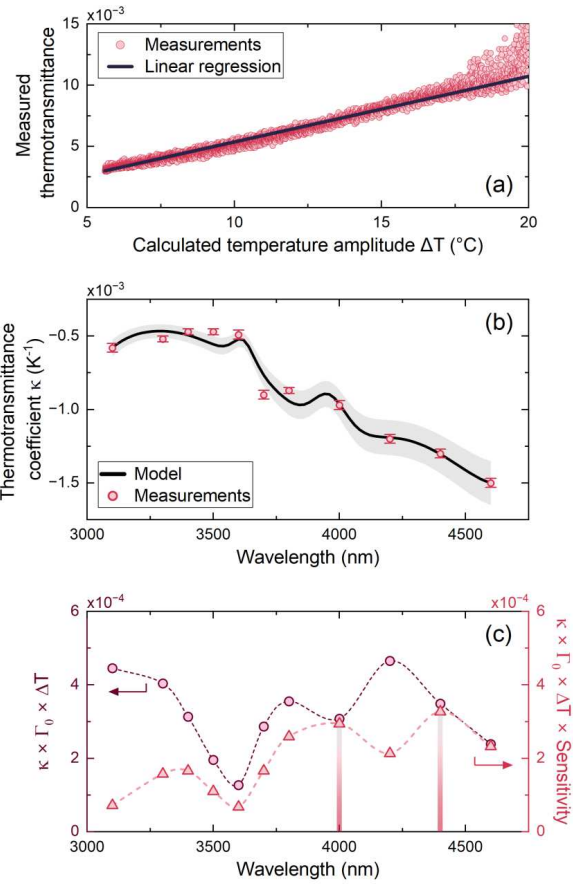 x10⁻³
15
10
5
0
Measured
thermotransmittance
Measurements
Linear regression
(a)
5
10
15
20
Calculated temperature amplitude ΔT (°C)
x10⁻³
−0.5
−1.0
−1.5
Thermotransmittance
coefficient κ (K⁻¹)
(b)
Model
Measurements
3000
3500
4000
4500
Wavelength (nm)
x10⁻⁴
x10⁻⁴
6
4
2
0
κ × Γ₀ × ΔT
(c)
6
4
2
0
κ × Γ₀ × ΔT × Sensitivity
3000
3500
4000
4500
Wavelength (nm)